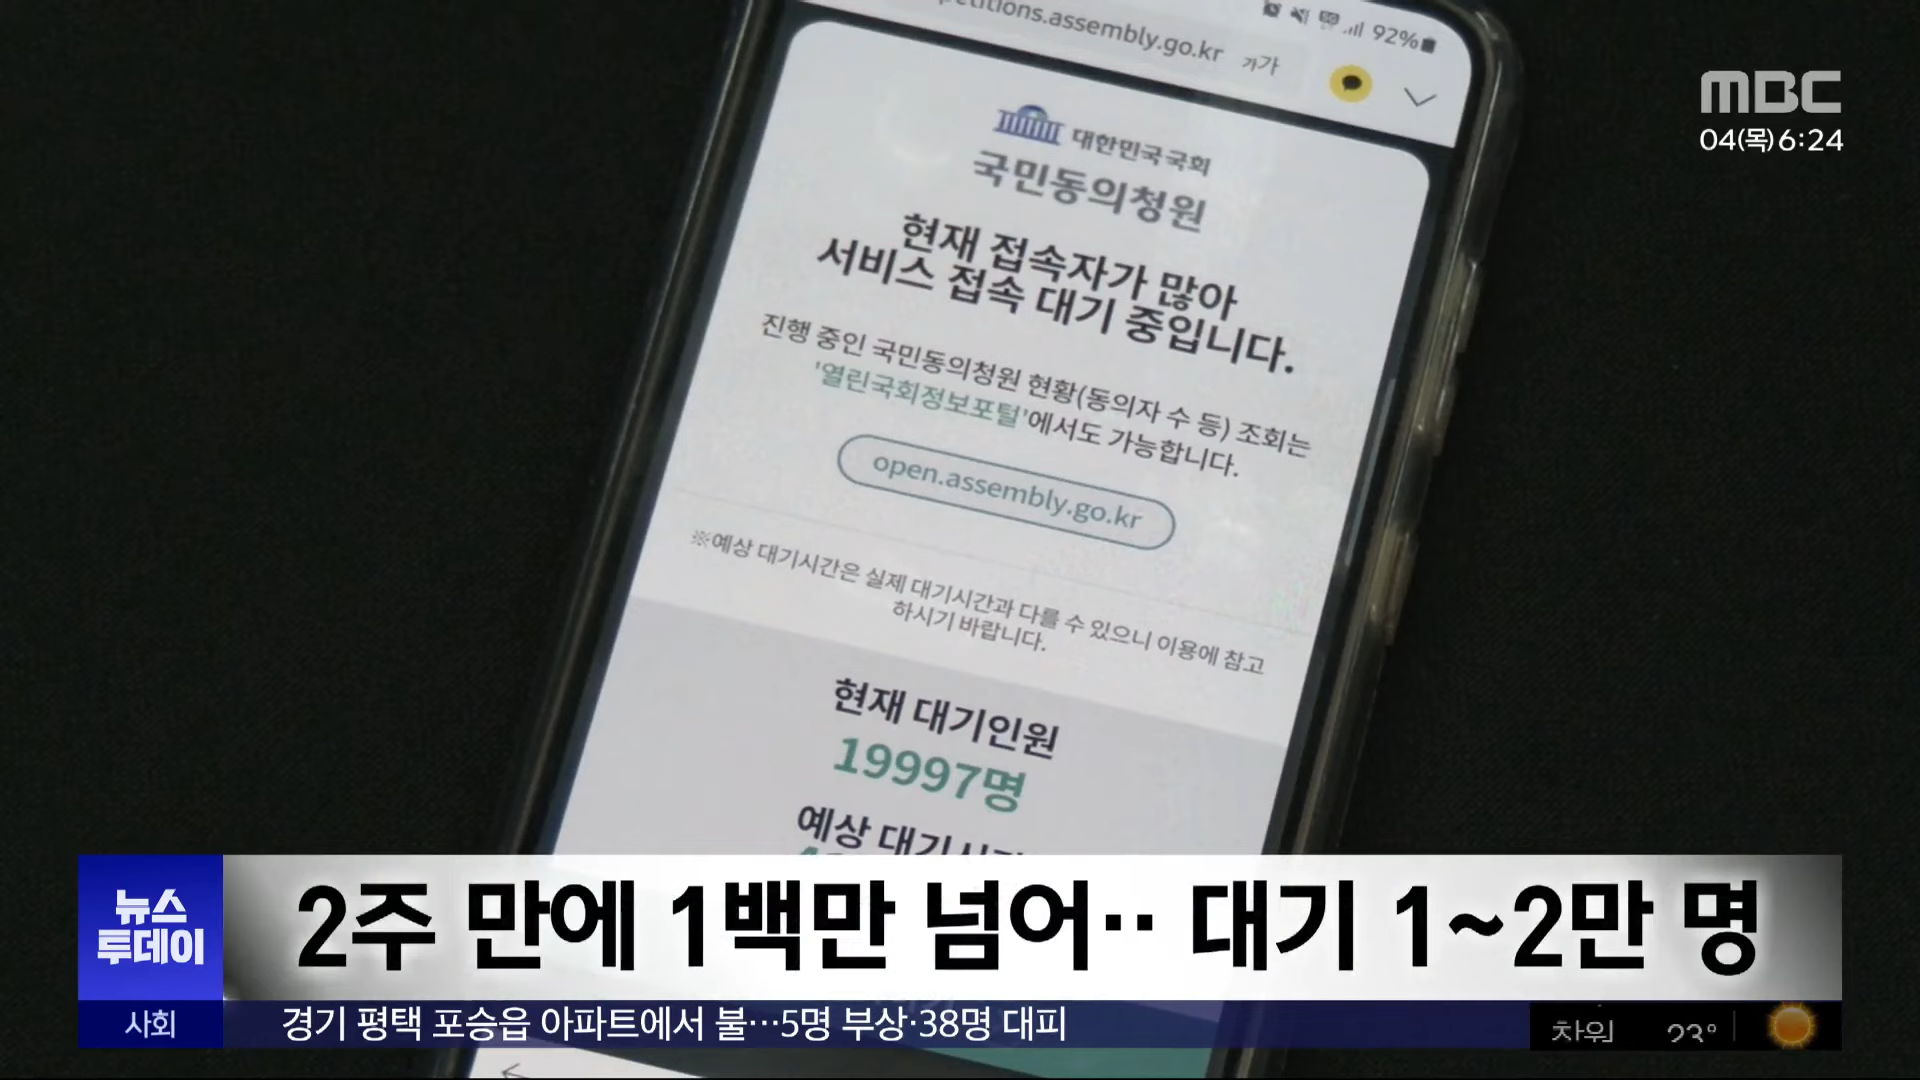 petitions.assembly.go.kr 가가
92%
MBC
04(목)6:24
대한민국국회
국민동의청원
현재 접속자가 많아
서비스 접속 대기 중입니다.
진행 중인 국민동의청원 현황(동의자 수 등) 조회는
'열린국회정보포털'에서도 가능합니다.
open.assembly.go.kr
※예상 대기시간은 실제 대기시간과 다를 수 있으니 이용에 참고
하시기 바랍니다.
현재 대기인원
19997명
예상 대기시간
뉴스
투데이
2주 만에 1백만 넘어‥ 대기 1~2만 명
사회
경기 평택 포승읍 아파트에서 불…5명 부상·38명 대피
창원 23°